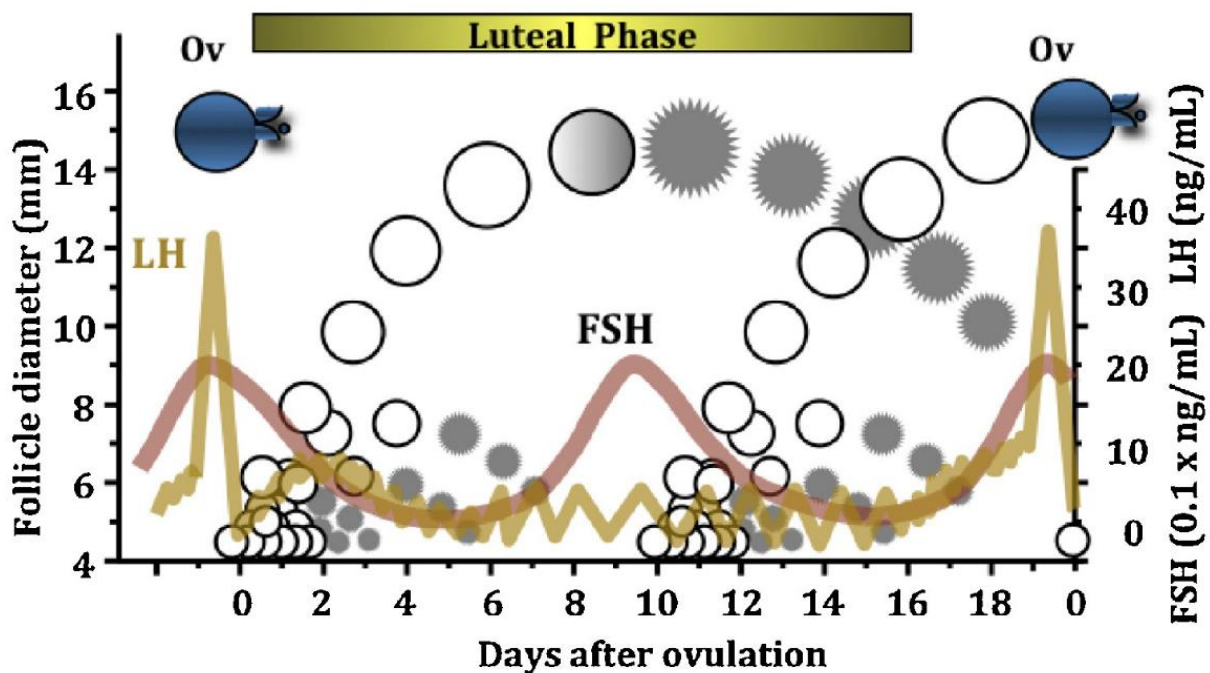 Luteal Phase
Ov
Ov
16
14
12
10
8
6
4
Follicle diameter (mm)
LH
FSH
40
30
20
10
0
FSH (0.1 x ng/mL) LH (ng/mL)
0 2 4 6 8 10 12 14 16 18 0
Days after ovulation